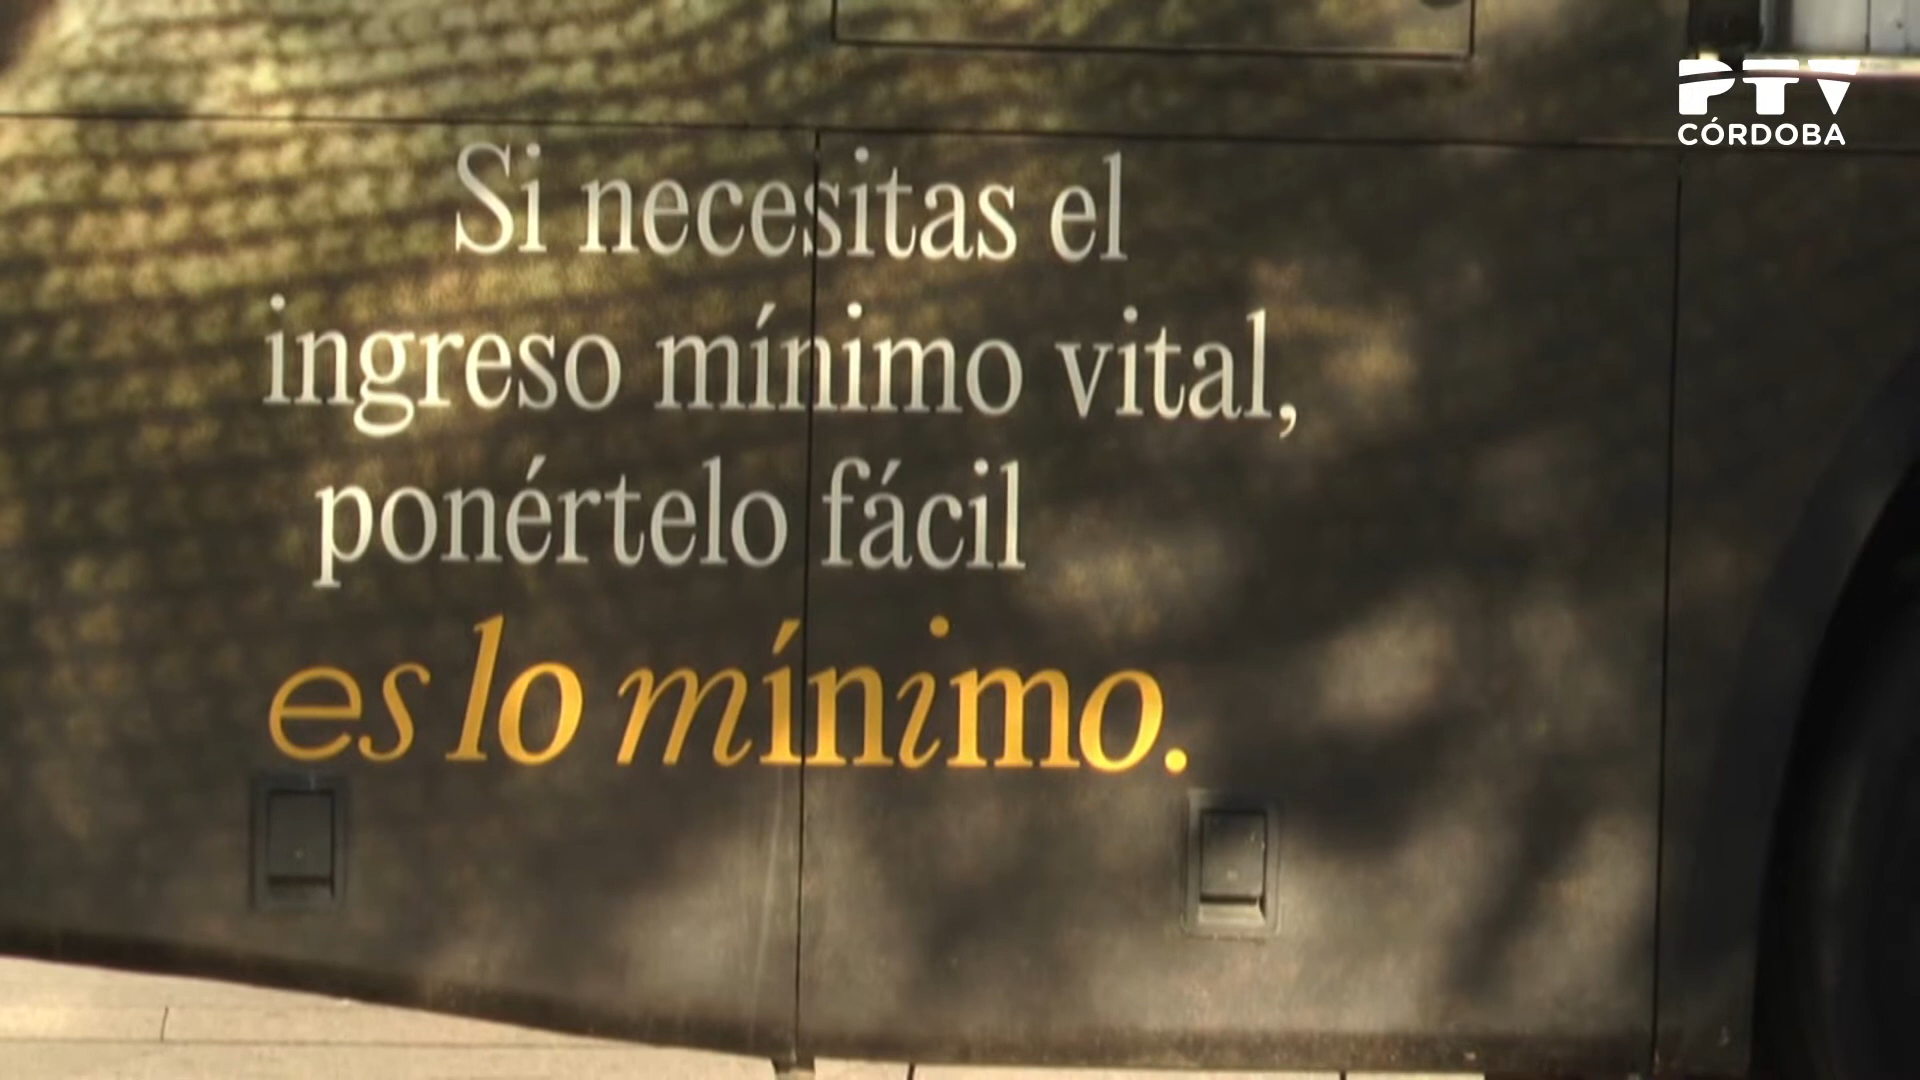 PTV
CÓRDOBA
Si necesitas el
ingreso mínimo vital,
ponértelo fácil
es lo mínimo.